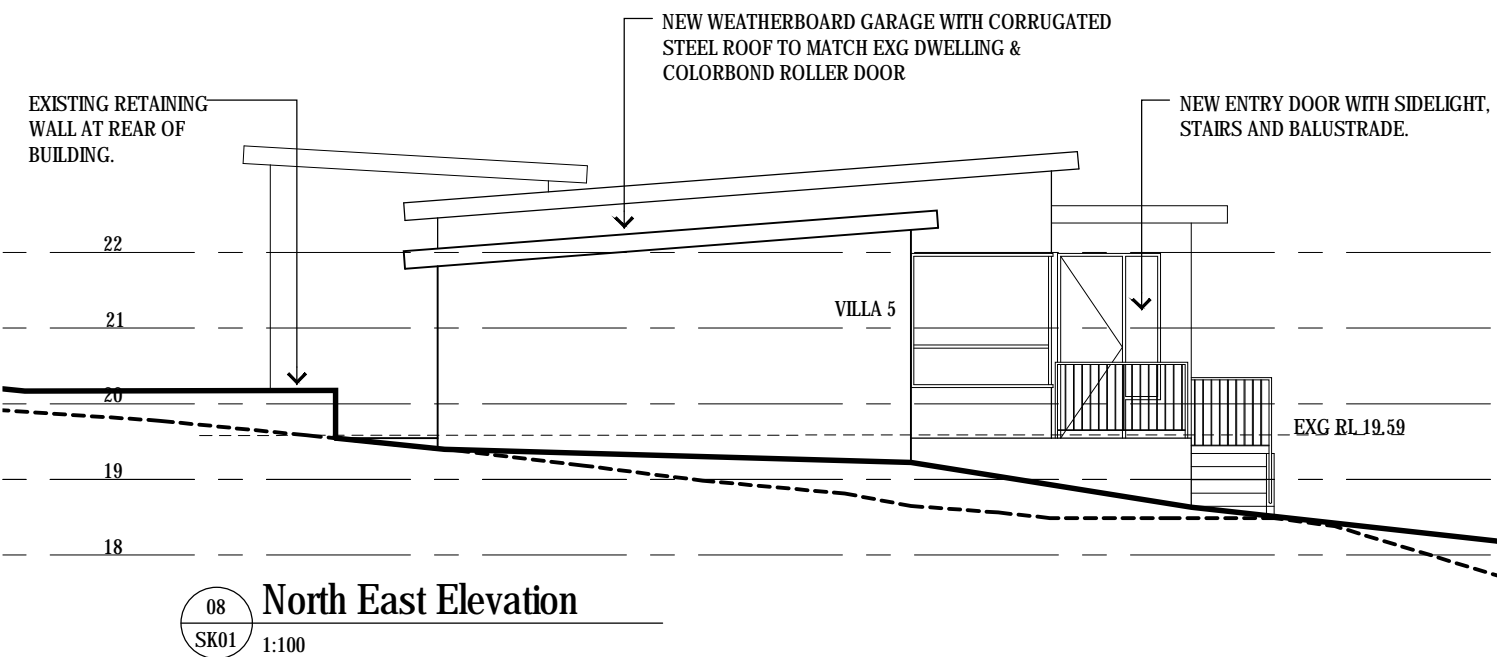 NEW WEATHERBOARD GARAGE WITH CORRUGATED
STEEL ROOF TO MATCH EXG DWELLING &
COLORBOND ROLLER DOOR
EXISTING RETAINING
WALL AT REAR OF
BUILDING.
NEW ENTRY DOOR WITH SIDELIGHT,
STAIRS AND BALUSTRADE.
22
21
VILLA 5
20
EXG RL 19.59
19
18
08
SK01
North East Elevation
1:100